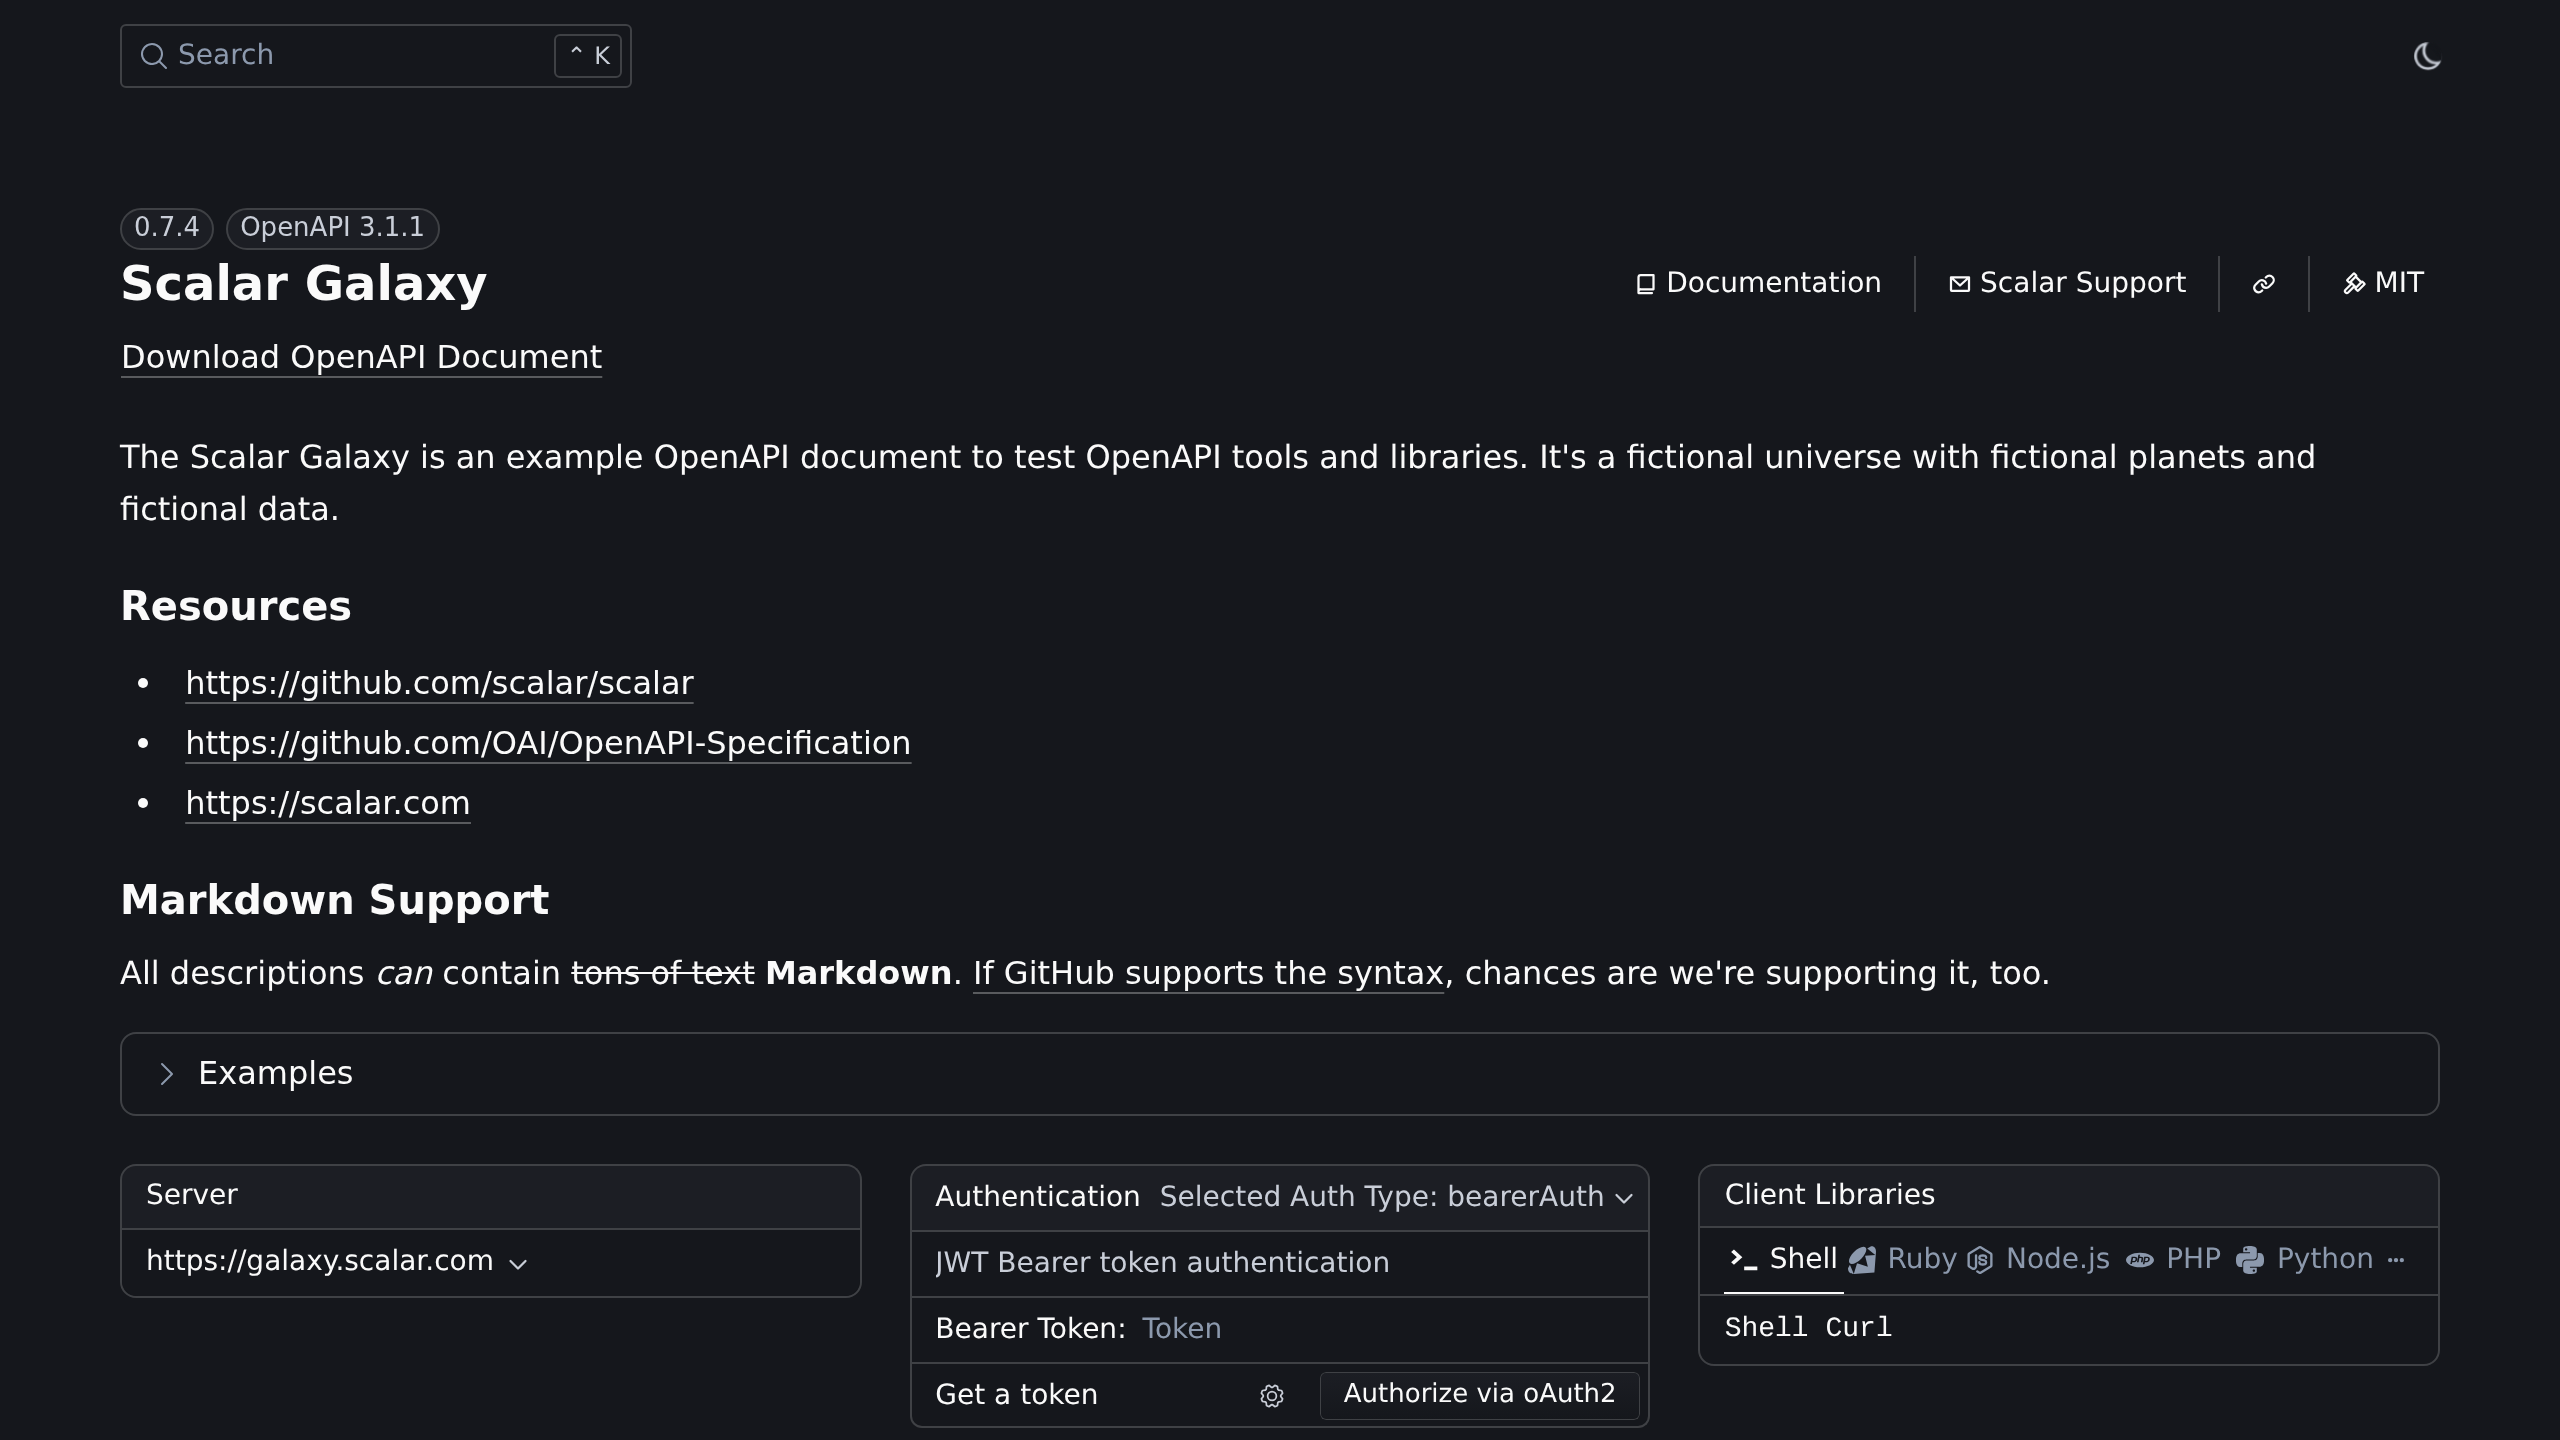 Search
⌃ K
0.7.4
OpenAPI 3.1.1
Scalar Galaxy
Documentation
Scalar Support
MIT
Download OpenAPI Document
The Scalar Galaxy is an example OpenAPI document to test OpenAPI tools and libraries. It's a fictional universe with fictional planets and
fictional data.
Resources
• https://github.com/scalar/scalar
• https://github.com/OAI/OpenAPI-Specification
• https://scalar.com
Markdown Support
All descriptions can contain tons of text Markdown. If GitHub supports the syntax, chances are we're supporting it, too.
Examples
Server
https://galaxy.scalar.com
Authentication Selected Auth Type: bearerAuth
JWT Bearer token authentication
Bearer Token: Token
Get a token
Authorize via oAuth2
Client Libraries
Shell Ruby Node.js PHP Python ···
Shell Curl